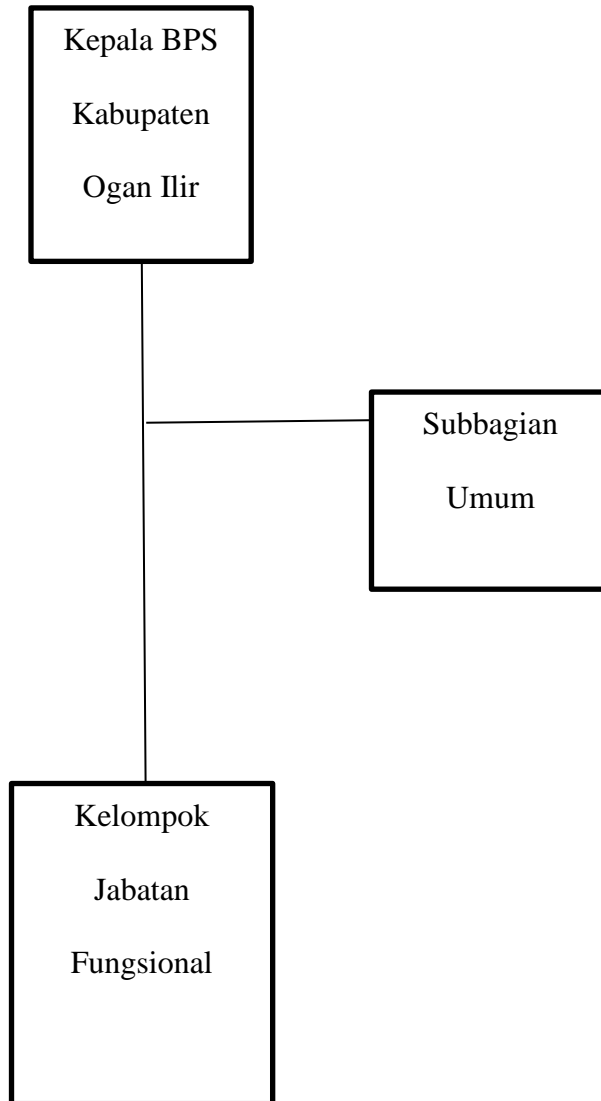 Kepala BPS
Kabupaten
Ogan Ilir
Subbagian
Umum
Kelompok
Jabatan
Fungsional